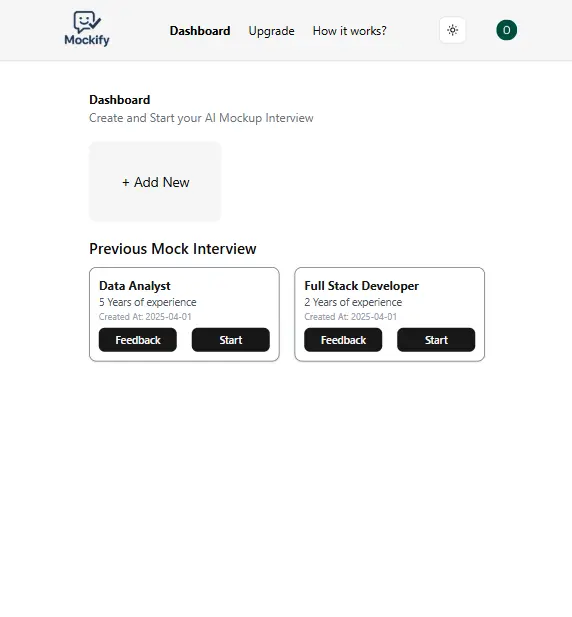 Mockify
Dashboard Upgrade How it works? O
Dashboard
Create and Start your AI Mockup Interview
+ Add New
Previous Mock Interview
Data Analyst
5 Years of experience
Created At: 2025-04-01
Feedback Start
Full Stack Developer
2 Years of experience
Created At: 2025-04-01
Feedback Start